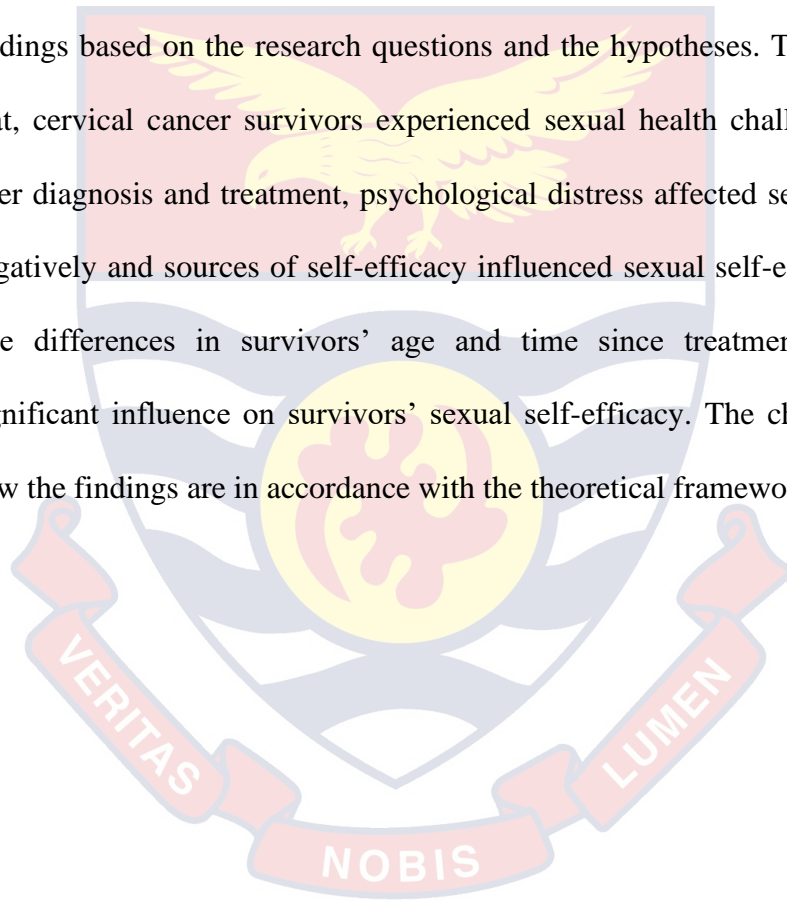 dings based on the research questions and the hypotheses. T
at, cervical cancer survivors experienced sexual health chall
er diagnosis and treatment, psychological distress affected se
gatively and sources of self-efficacy influenced sexual self-e
e differences in survivors’ age and time since treatmen
gnificant influence on survivors’ sexual self-efficacy. The ch
w the findings are in accordance with the theoretical framewo
VERITAS
NOBIS
LUMEN